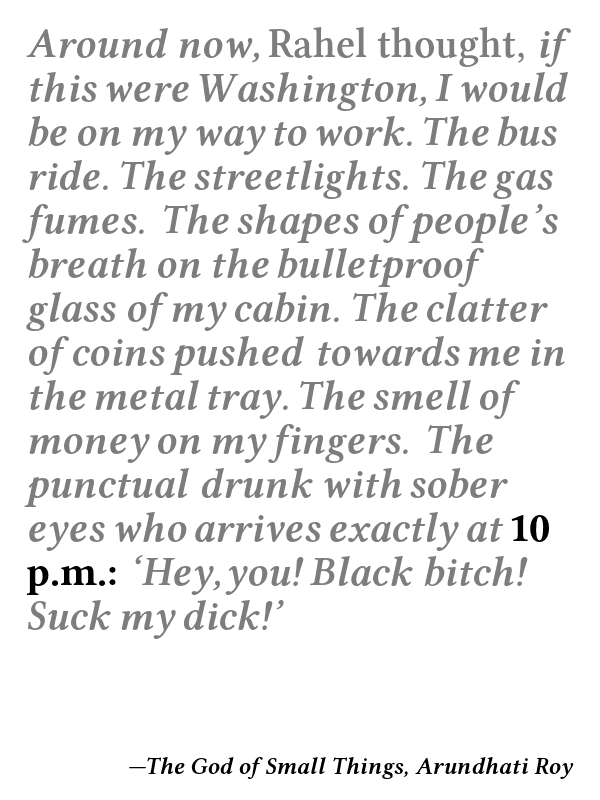 Around now, Rahel thought, if
this were Washington, I would
be on my way to work. The bus
ride. The streetlights. The gas
fumes. The shapes of people’s
breath on the bulletproof
glass of my cabin. The clatter
of coins pushed towards me in
the metal tray. The smell of
money on my fingers. The
punctual drunk with sober
eyes who arrives exactly at 10
p.m.: ‘Hey, you! Black bitch!
Suck my dick!’
—The God of Small Things, Arundhati Roy